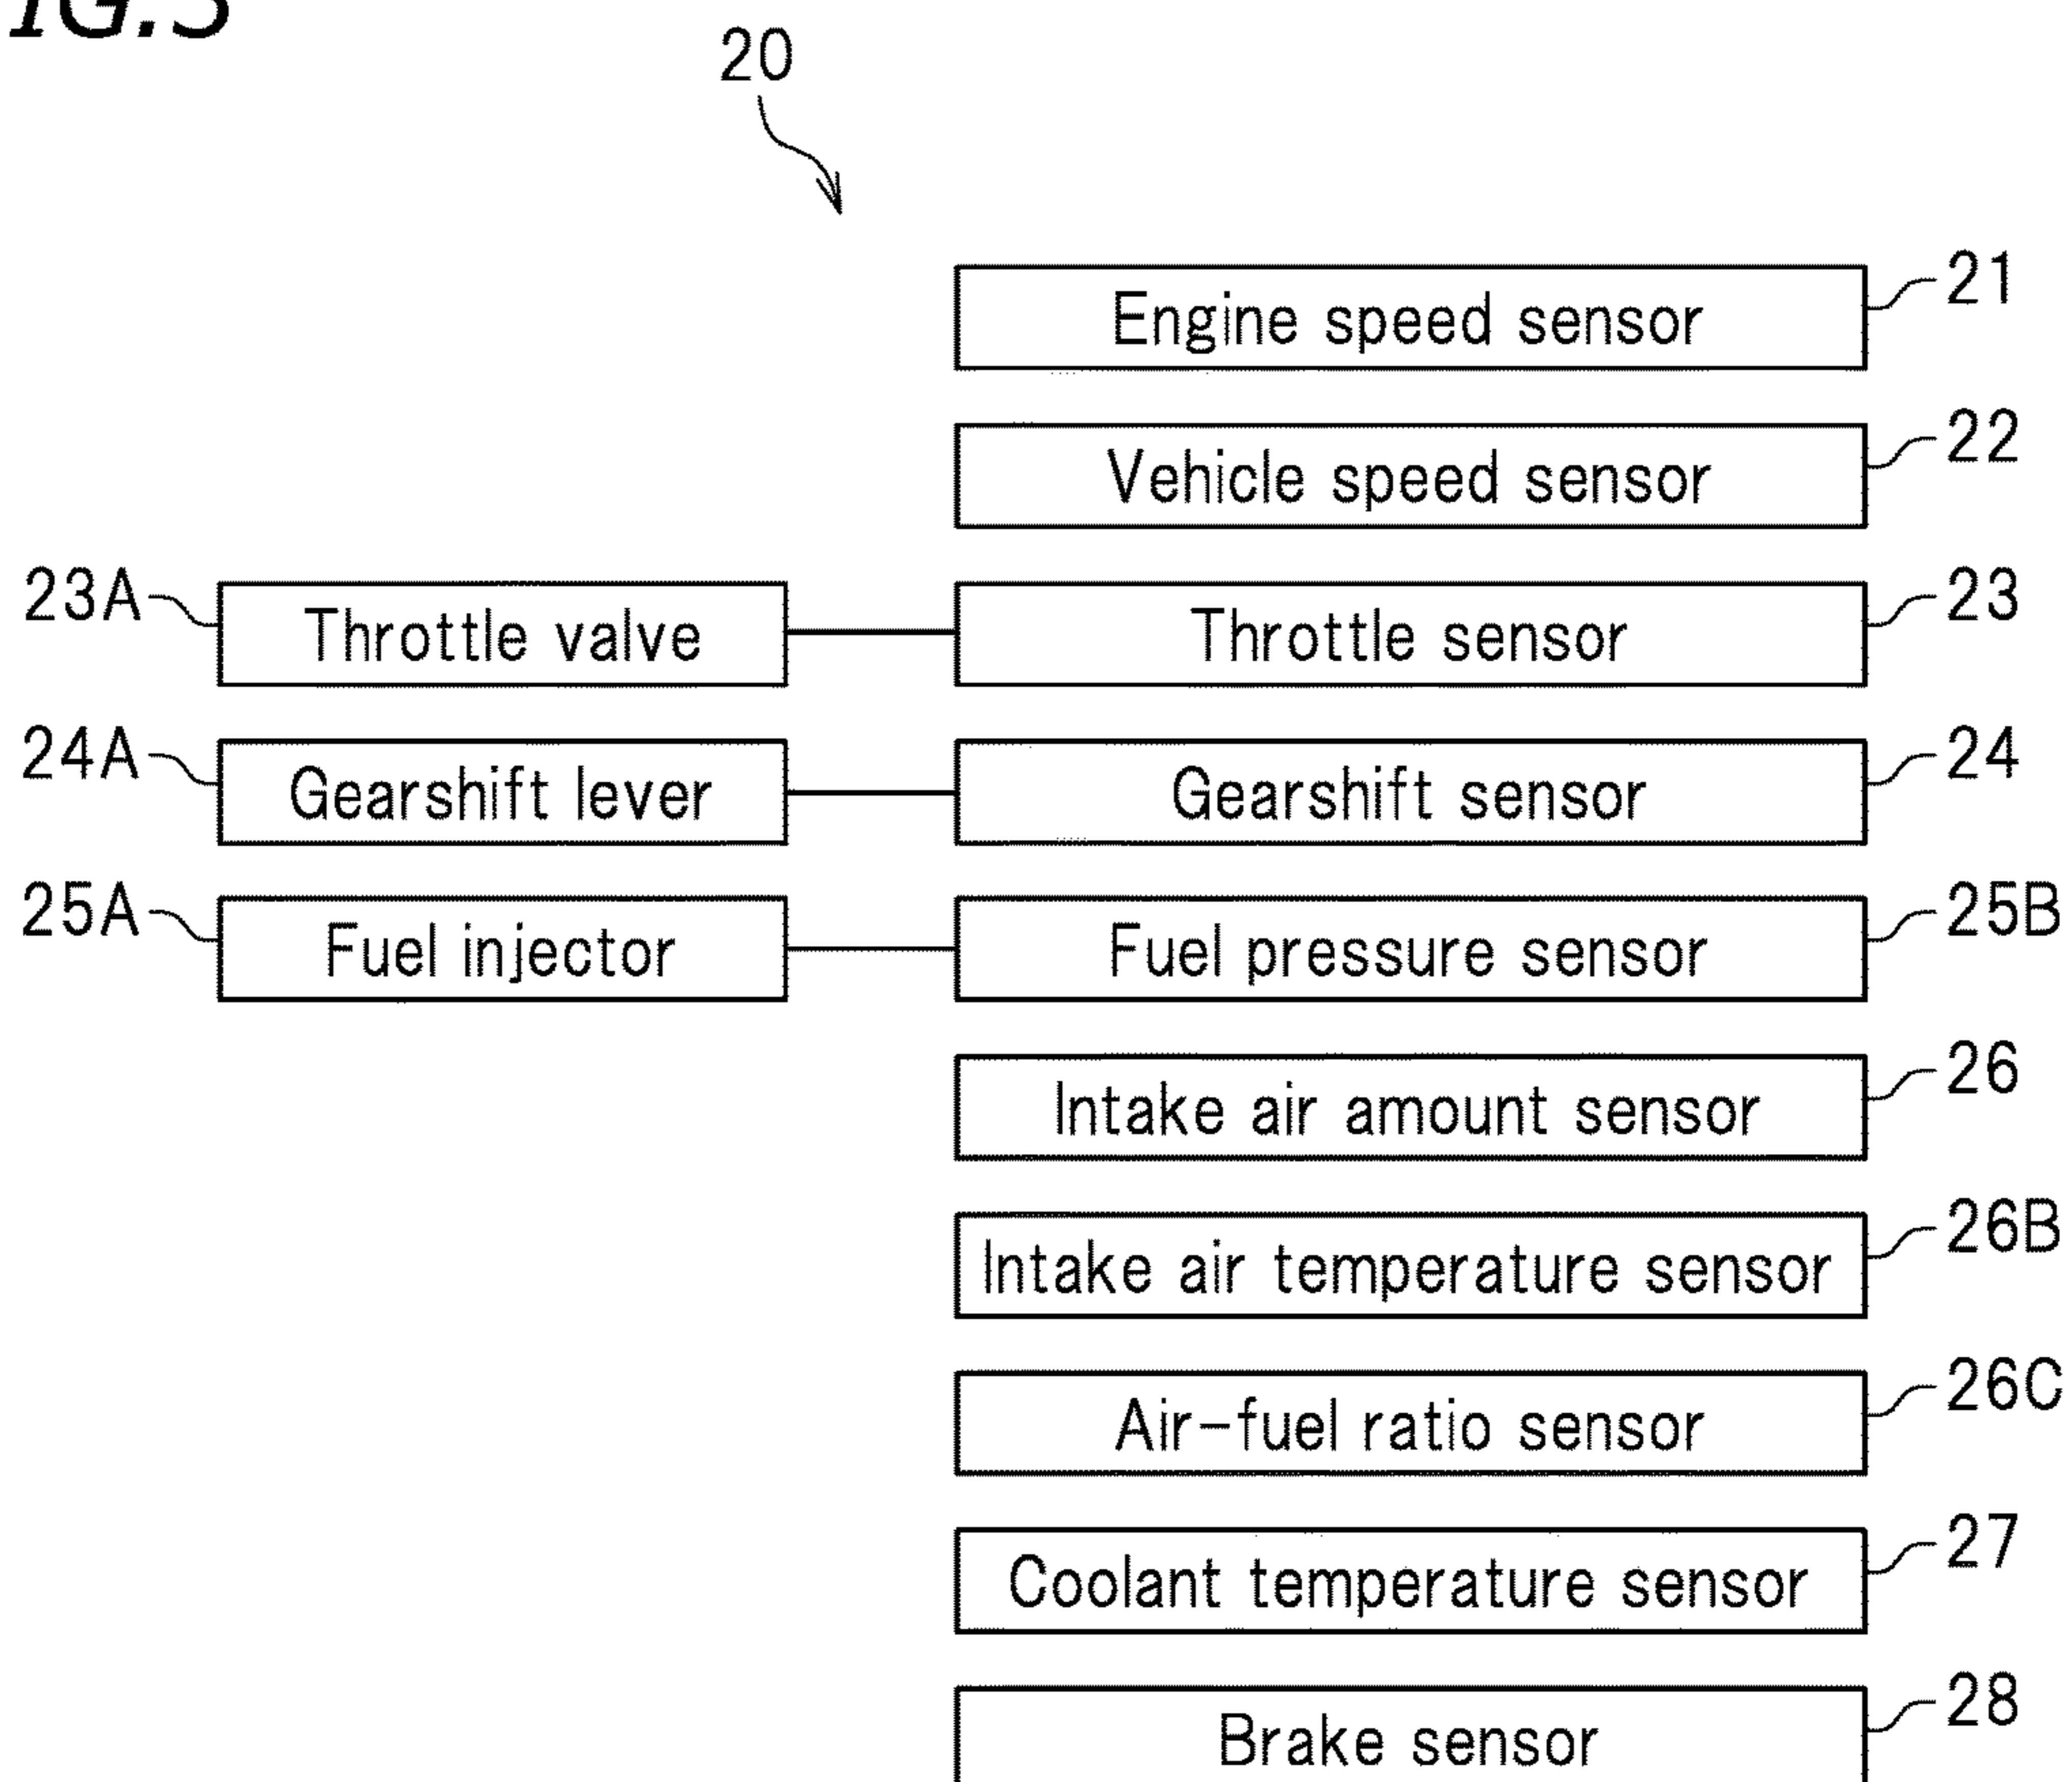 IG.3
20
Engine speed sensor 21
Vehicle speed sensor 22
23A Throttle valve Throttle sensor 23
24A Gearshift lever Gearshift sensor 24
25A Fuel injector Fuel pressure sensor 25B
Intake air amount sensor 26
Intake air temperature sensor 26B
Air-fuel ratio sensor 26C
Coolant temperature sensor 27
Brake sensor 28